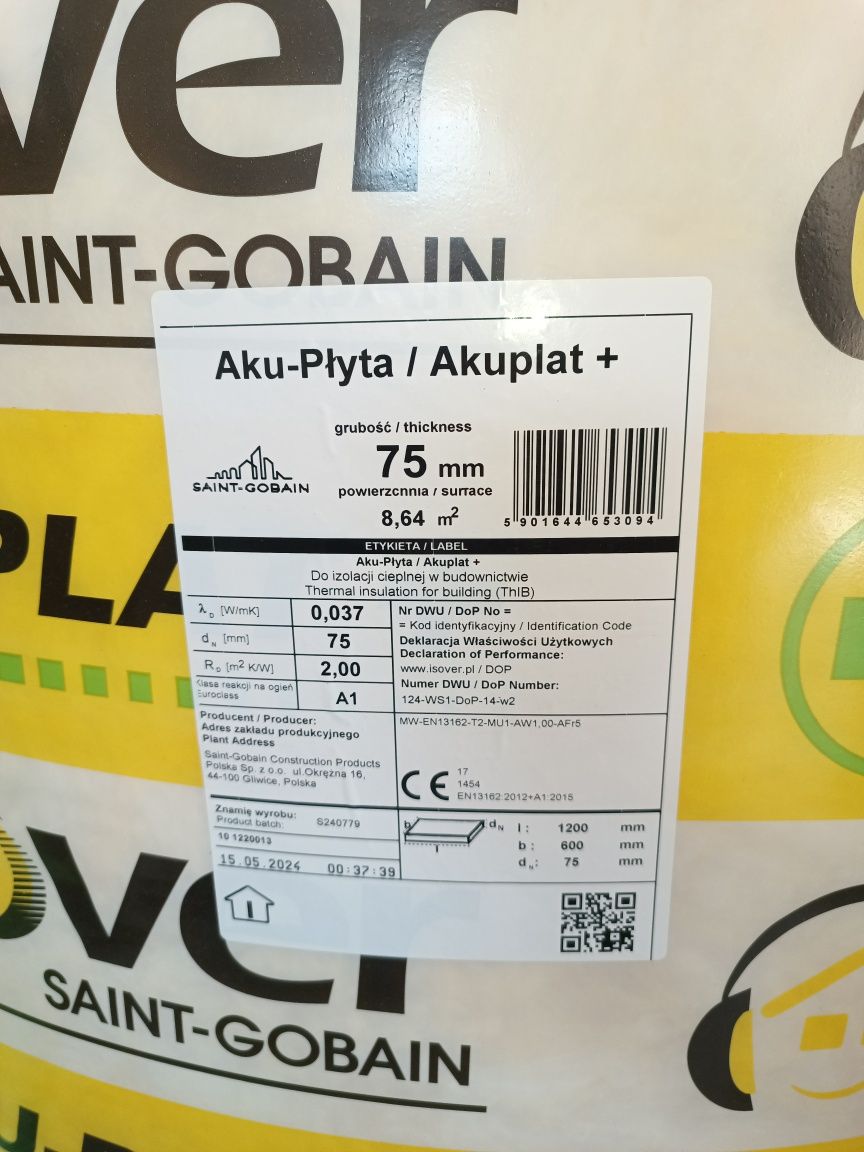 over
SAINT-GOBAIN
Aku-Płyta / Akuplat +
grubość / thickness
75 mm
powierzchnia / surface
8,64 m²
SAINT-GOBAIN
5 901644 653094
ETYKIETA / LABEL
Aku-Płyta / Akuplat +
Do izolacji cieplnej w budownictwie
Thermal insulation for building (ThIB)
λD [W/mK] 0,037
dN [mm] 75
RD [m² K/W] 2,00
Klasa reakcji na ogień
Euroclass
A1
Nr DWU / DoP No =
= Kod identyfikacyjny / Identification Code
Deklaracja Właściwości Użytkowych
Declaration of Performance:
www.isover.pl / DOP
Numer DWU / DoP Number:
124-WS1-DoP-14-w2
Producent / Producer:
Adres zakładu produkcyjnego
Plant Address
Saint-Gobain Construction Products
Polska Sp. z o.o. ul.Okrężna 16,
44-100 Gliwice, Polska
MW-EN13162-T2-MU1-AW1,00-AFr5
CE
17
1454
EN13162:2012+A1:2015
Znamię wyrobu:
Product batch: S240779
10 1220013
15.05.2024 00:37:39
b dN
l
l : 1200 mm
b : 600 mm
dN: 75 mm
I
PLA
over
SAINT-GOBAIN
U-